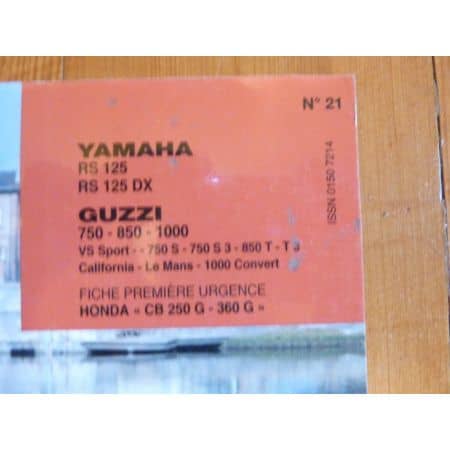 N° 21
YAMAHA
RS 125
RS 125 DX
GUZZI
750 - 850 - 1000
VS Sport - - 750 S - 750 S 3 - 850 T - T 3
California - Le Mans - 1000 Convert
FICHE PREMIÈRE URGENCE
HONDA « CB 250 G - 360 G »
ISSN 0150 7214